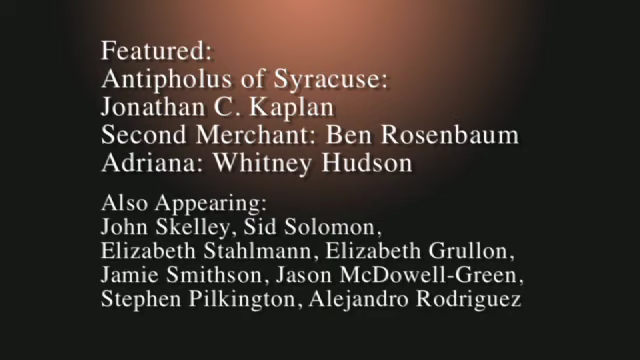 Featured:
Antipholus of Syracuse:
Jonathan C. Kaplan
Second Merchant: Ben Rosenbaum
Adriana: Whitney Hudson
Also Appearing:
John Skelley, Sid Solomon,
Elizabeth Stahlmann, Elizabeth Grullon,
Jamie Smithson, Jason McDowell-Green,
Stephen Pilkington, Alejandro Rodriguez